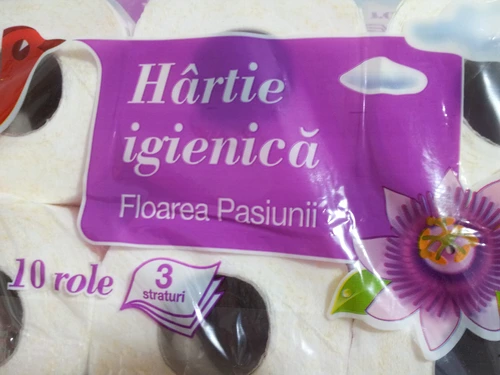 Hârtie
igienică
Floarea Pasiunii
10 role
3
straturi